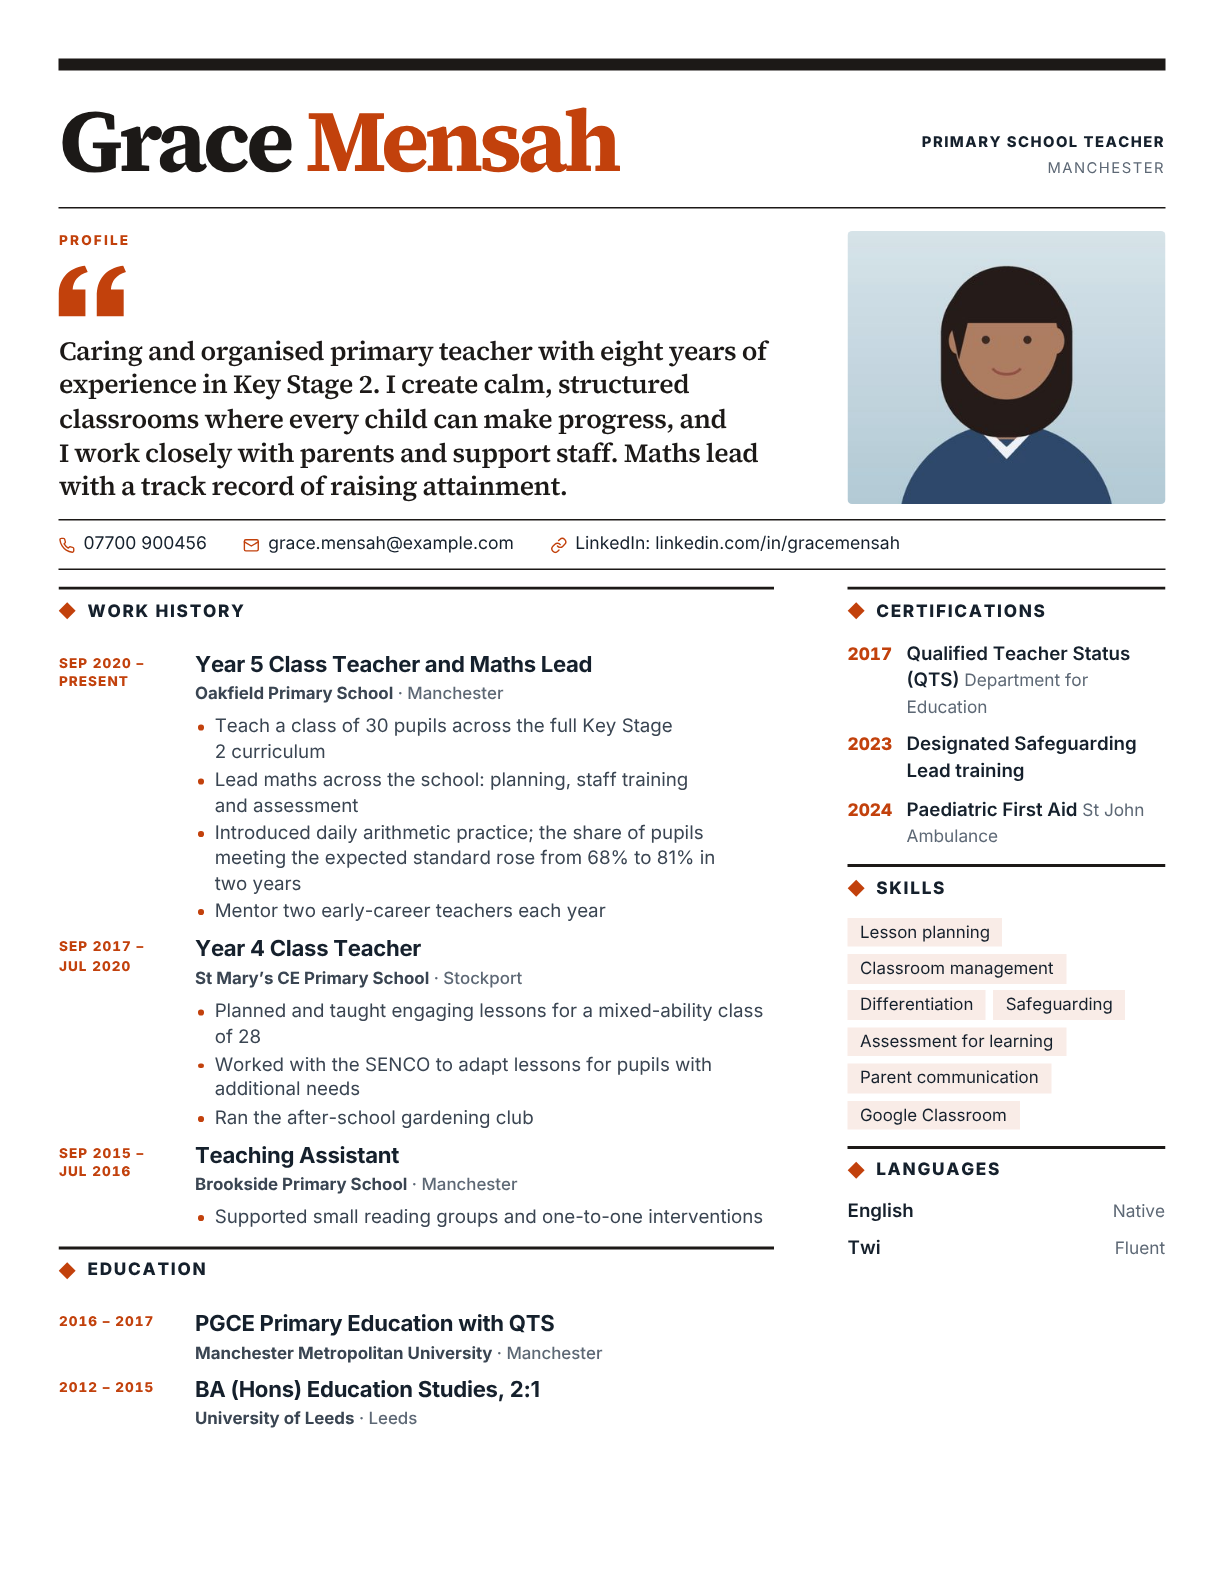 Grace Mensah
PRIMARY SCHOOL TEACHER
MANCHESTER
PROFILE
“
Caring and organised primary teacher with eight years of
experience in Key Stage 2. I create calm, structured
classrooms where every child can make progress, and
I work closely with parents and support staff. Maths lead
with a track record of raising attainment.
07700 900456
grace.mensah@example.com
LinkedIn: linkedin.com/in/gracemensah
WORK HISTORY
SEP 2020 –
PRESENT
Year 5 Class Teacher and Maths Lead
Oakfield Primary School · Manchester
• Teach a class of 30 pupils across the full Key Stage
2 curriculum
• Lead maths across the school: planning, staff training
and assessment
• Introduced daily arithmetic practice; the share of pupils
meeting the expected standard rose from 68% to 81% in
two years
• Mentor two early-career teachers each year
SEP 2017 –
JUL 2020
Year 4 Class Teacher
St Mary’s CE Primary School · Stockport
• Planned and taught engaging lessons for a mixed-ability class
of 28
• Worked with the SENCO to adapt lessons for pupils with
additional needs
• Ran the after-school gardening club
SEP 2015 –
JUL 2016
Teaching Assistant
Brookside Primary School · Manchester
• Supported small reading groups and one-to-one interventions
EDUCATION
2016 – 2017
PGCE Primary Education with QTS
Manchester Metropolitan University · Manchester
2012 – 2015
BA (Hons) Education Studies, 2:1
University of Leeds · Leeds
CERTIFICATIONS
2017 Qualified Teacher Status
(QTS) Department for
Education
2023 Designated Safeguarding
Lead training
2024 Paediatric First Aid St John
Ambulance
SKILLS
Lesson planning
Classroom management
Differentiation Safeguarding
Assessment for learning
Parent communication
Google Classroom
LANGUAGES
English Native
Twi Fluent